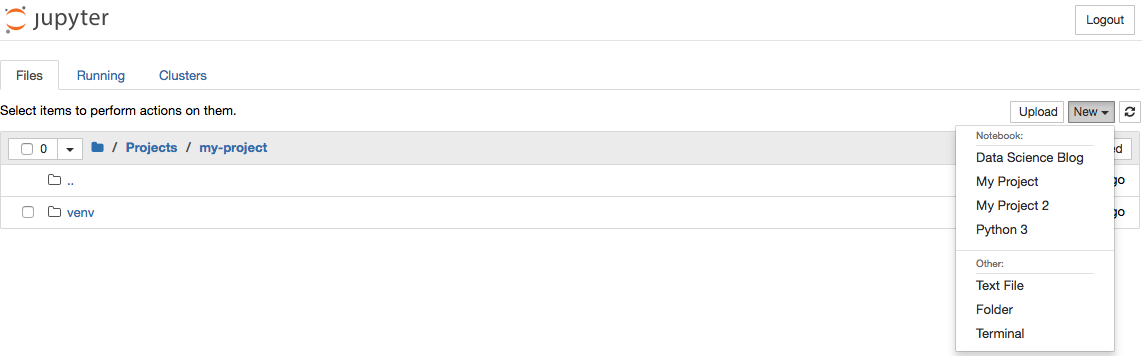 jupyter
Logout
Files Running Clusters
Select items to perform actions on them.
Upload New
0 / Projects / my-project
..
venv
Notebook:
Data Science Blog
My Project
My Project 2
Python 3
Other:
Text File
Folder
Terminal